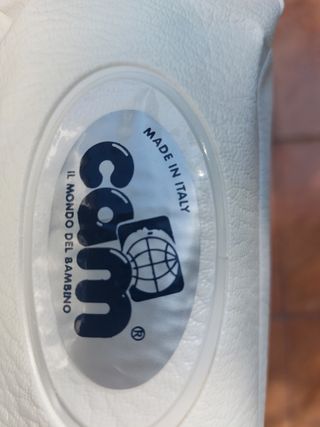 MADE IN ITALY
cam®
IL MONDO DEL BAMBINO